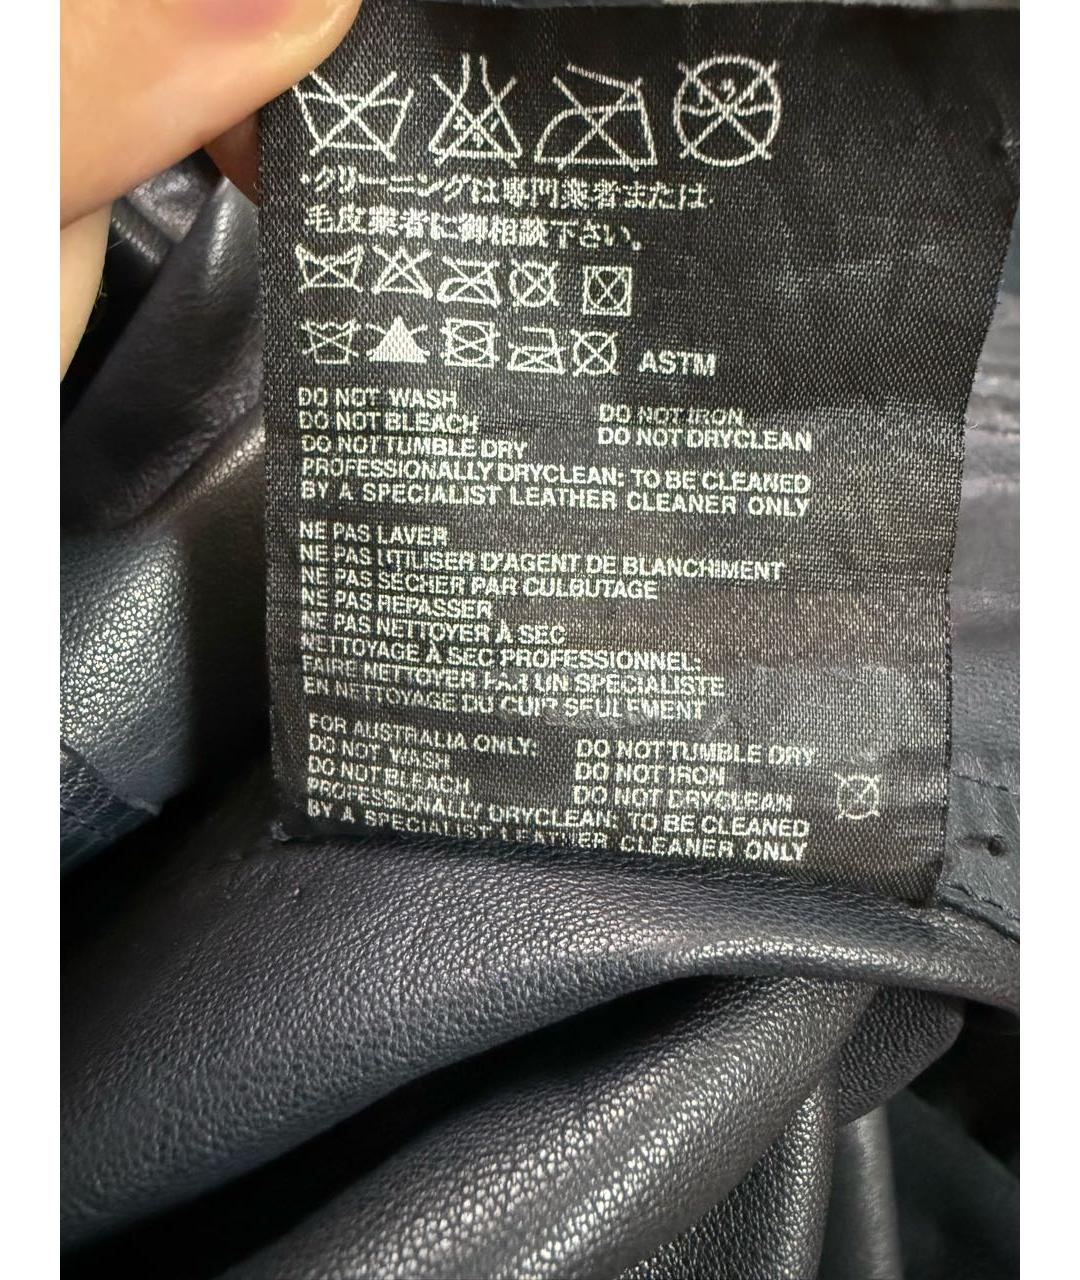 ・クリーニングは専門業者または
毛皮業者に御相談下さい。
ASTM
DO NOT WASH
DO NOT BLEACH
DO NOT TUMBLE DRY
DO NOT IRON
DO NOT DRYCLEAN
PROFESSIONALLY DRYCLEAN: TO BE CLEANED
BY A SPECIALIST LEATHER CLEANER ONLY
NE PAS LAVER
NE PAS UTILISER D'AGENT DE BLANCHIMENT
NE PAS SECHER PAR CULBUTAGE
NE PAS REPASSER
NE PAS NETTOYER A SEC
NETTOYAGE A SEC PROFESSIONNEL:
FAIRE NETTOYER PAR UN SPECIALISTE
EN NETTOYAGE DU CUIR SEULEMENT
FOR AUSTRALIA ONLY:
DO NOT WASH
DO NOT BLEACH
DO NOT TUMBLE DRY
DO NOT IRON
DO NOT DRYCLEAN
PROFESSIONALLY DRYCLEAN: TO BE CLEANED
BY A SPECIALIST LEATHER CLEANER ONLY